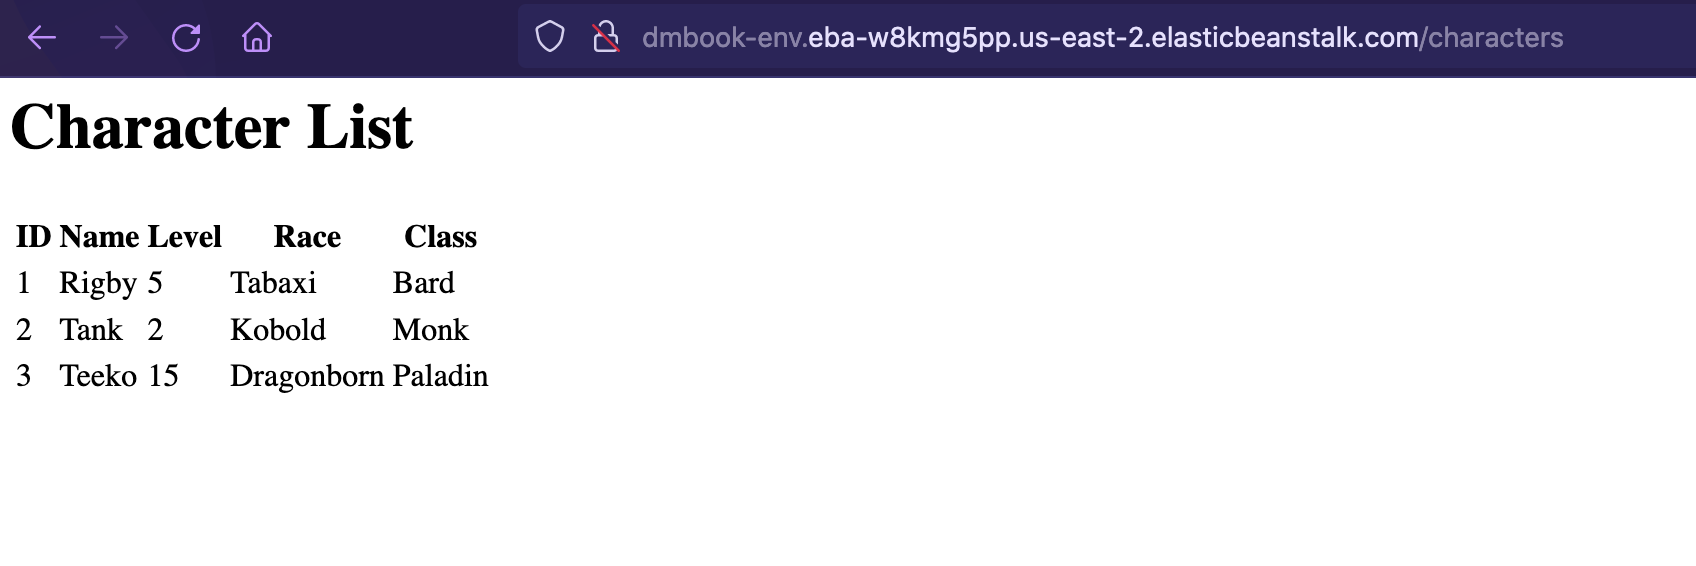 dmbook-env.eba-w8kmg5pp.us-east-2.elasticbeanstalk.com/characters
Character List
ID Name Level Race Class
1 Rigby 5 Tabaxi Bard
2 Tank 2 Kobold Monk
3 Teeko 15 Dragonborn Paladin